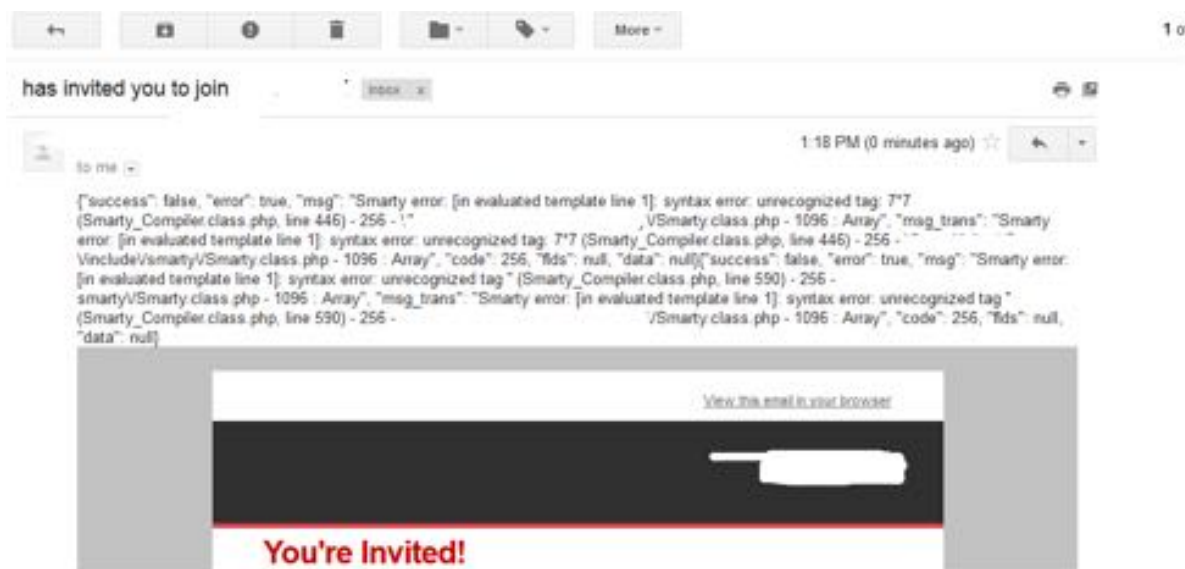 More
1 o
has invited you to join
Inbox x
1:18 PM (0 minutes ago)
to me
{"success": false, "error": true, "msg": "Smarty error: [in evaluated template line 1]: syntax error: unrecognized tag: 7*7
(Smarty_Compiler.class.php, line 446) - 256 - \"
\/Smarty.class.php - 1096 : Array", "msg_trans": "Smarty
error: [in evaluated template line 1]: syntax error: unrecognized tag: 7*7 (Smarty_Compiler.class.php, line 446) - 256 -
\/include\/smarty\/Smarty.class.php - 1096 : Array", "code": 256, "flds": null, "data": null}{"success": false, "error": true, "msg": "Smarty error:
[in evaluated template line 1]: syntax error: unrecognized tag " (Smarty_Compiler.class.php, line 590) - 256 -
smarty\/Smarty.class.php - 1096 : Array", "msg_trans": "Smarty error: [in evaluated template line 1]: syntax error: unrecognized tag "
(Smarty_Compiler.class.php, line 590) - 256 - \/Smarty.class.php - 1096 : Array", "code": 256, "flds": null,
"data": null}
View this email in your browser
You're Invited!